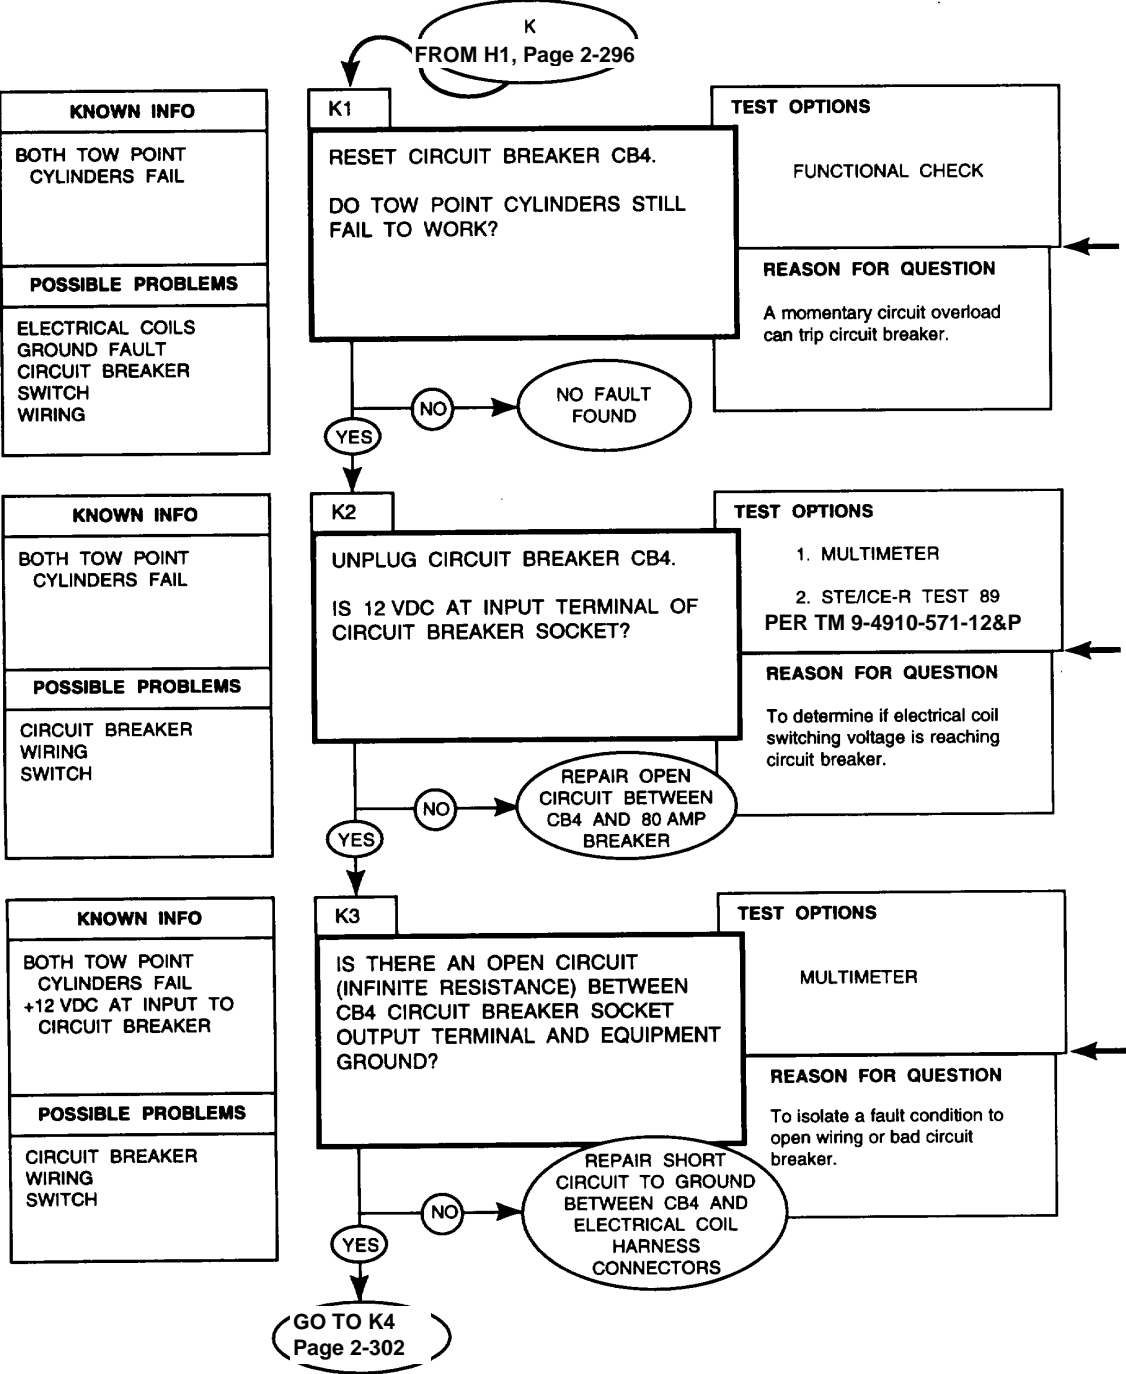 K
FROM H1, Page 2-296
KNOWN INFO
BOTH TOW POINT
CYLINDERS FAIL
POSSIBLE PROBLEMS
ELECTRICAL COILS
GROUND FAULT
CIRCUIT BREAKER
SWITCH
WIRING
K1
RESET CIRCUIT BREAKER CB4.
DO TOW POINT CYLINDERS STILL
FAIL TO WORK?
TEST OPTIONS
FUNCTIONAL CHECK
REASON FOR QUESTION
A momentary circuit overload
can trip circuit breaker.
NO
NO FAULT
FOUND
YES
KNOWN INFO
BOTH TOW POINT
CYLINDERS FAIL
POSSIBLE PROBLEMS
CIRCUIT BREAKER
WIRING
SWITCH
K2
UNPLUG CIRCUIT BREAKER CB4.
IS 12 VDC AT INPUT TERMINAL OF
CIRCUIT BREAKER SOCKET?
TEST OPTIONS
1. MULTIMETER
2. STE/ICE-R TEST 89
PER TM 9-4910-571-12&P
REASON FOR QUESTION
To determine if electrical coil
switching voltage is reaching
circuit breaker.
NO
REPAIR OPEN
CIRCUIT BETWEEN
CB4 AND 80 AMP
BREAKER
YES
KNOWN INFO
BOTH TOW POINT
CYLINDERS FAIL
+12 VDC AT INPUT TO
CIRCUIT BREAKER
POSSIBLE PROBLEMS
CIRCUIT BREAKER
WIRING
SWITCH
K3
IS THERE AN OPEN CIRCUIT
(INFINITE RESISTANCE) BETWEEN
CB4 CIRCUIT BREAKER SOCKET
OUTPUT TERMINAL AND EQUIPMENT
GROUND?
TEST OPTIONS
MULTIMETER
REASON FOR QUESTION
To isolate a fault condition to
open wiring or bad circuit
breaker.
NO
REPAIR SHORT
CIRCUIT TO GROUND
BETWEEN CB4 AND
ELECTRICAL COIL
HARNESS
CONNECTORS
YES
GO TO K4
Page 2-302